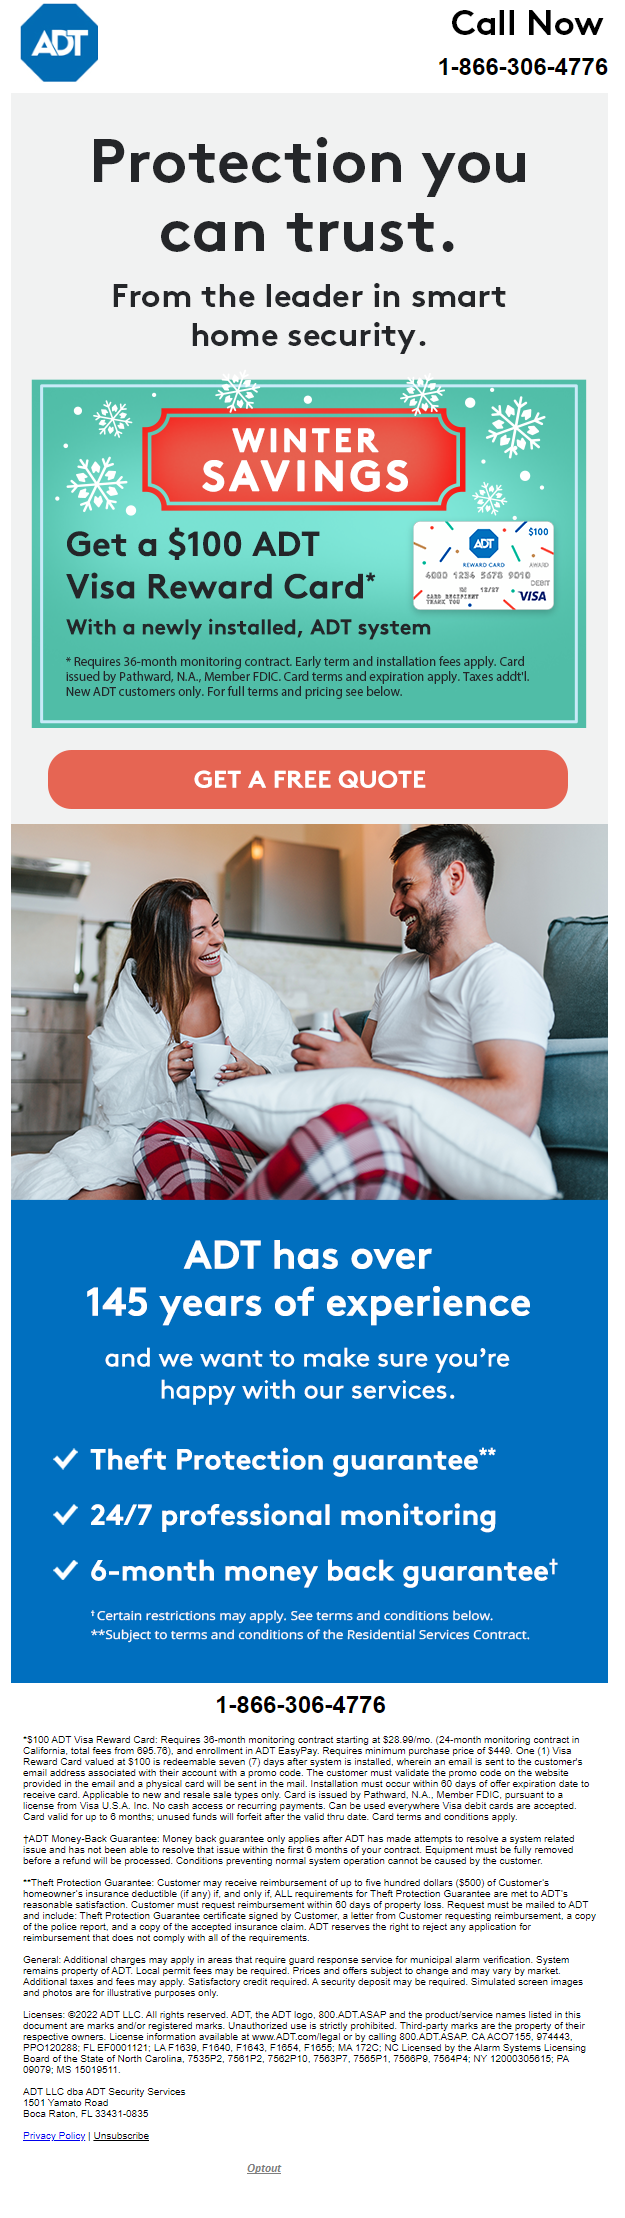 ADT
Call Now
1-866-306-4776
Protection you
can trust.
From the leader in smart
home security.
WINTER
SAVINGS
Get a $100 ADT
Visa Reward Card*
With a newly installed, ADT system
ADT
$100
REWARD CARD
AWARD
4000 1234 5678 9010
DEBIT
12/27
CARD RECIPIENT
THANK YOU
VISA
* Requires 36-month monitoring contract. Early term and installation fees apply. Card
issued by Pathward, N.A., Member FDIC. Card terms and expiration apply. Taxes addt'l.
New ADT customers only. For full terms and pricing see below.
GET A FREE QUOTE
ADT has over
145 years of experience
and we want to make sure you're
happy with our services.
Theft Protection guarantee**
24/7 professional monitoring
6-month money back guarantee†
†Certain restrictions may apply. See terms and conditions below.
**Subject to terms and conditions of the Residential Services Contract.
1-866-306-4776
*$100 ADT Visa Reward Card: Requires 36-month monitoring contract starting at $28.99/mo. (24-month monitoring contract in
California, total fees from 695.76), and enrollment in ADT EasyPay. Requires minimum purchase price of $449. One (1) Visa
Reward Card valued at $100 is redeemable seven (7) days after system is installed, wherein an email is sent to the customer's
email address associated with their account with a promo code. The customer must validate the promo code on the website
provided in the email and a physical card will be sent in the mail. Installation must occur within 60 days of offer expiration date to
receive card. Applicable to new and resale sale types only. Card is issued by Pathward, N.A., Member FDIC, pursuant to a
license from Visa U.S.A. Inc. No cash access or recurring payments. Can be used everywhere Visa debit cards are accepted.
Card valid for up to 6 months; unused funds will forfeit after the valid thru date. Card terms and conditions apply.
†ADT Money-Back Guarantee: Money back guarantee only applies after ADT has made attempts to resolve a system related
issue and has not been able to resolve that issue within the first 6 months of your contract. Equipment must be fully removed
before a refund will be processed. Conditions preventing normal system operation cannot be caused by the customer.
**Theft Protection Guarantee: Customer may receive reimbursement of up to five hundred dollars ($500) of Customer's
homeowner's insurance deductible (if any) if, and only if, ALL requirements for Theft Protection Guarantee are met to ADT's
reasonable satisfaction. Customer must request reimbursement within 60 days of property loss. Request must be mailed to ADT
and include: Theft Protection Guarantee certificate signed by Customer, a letter from Customer requesting reimbursement, a copy
of the police report, and a copy of the accepted insurance claim. ADT reserves the right to reject any application for
reimbursement that does not comply with all of the requirements.
General: Additional charges may apply in areas that require guard response service for municipal alarm verification. System
remains property of ADT. Local permit fees may be required. Prices and offers subject to change and may vary by market.
Additional taxes and fees may apply. Satisfactory credit required. A security deposit may be required. Simulated screen images
and photos are for illustrative purposes only.
Licenses: ©2022 ADT LLC. All rights reserved. ADT, the ADT logo, 800.ADT.ASAP and the product/service names listed in this
document are marks and/or registered marks. Unauthorized use is strictly prohibited. Third-party marks are the property of their
respective owners. License information available at www.ADT.com/legal or by calling 800.ADT.ASAP. CA ACO7155, 974443,
PPO120288; FL EF0001121; LA F1639, F1640, F1643, F1654, F1655; MA 172C; NC Licensed by the Alarm Systems Licensing
Board of the State of North Carolina, 7535P2, 7561P2, 7562P10, 7563P7, 7565P1, 7566P9, 7564P4; NY 12000305615; PA
09079; MS 15019511.
ADT LLC dba ADT Security Services
1501 Yamato Road
Boca Raton, FL 33431-0835
Privacy Policy | Unsubscribe
Optout